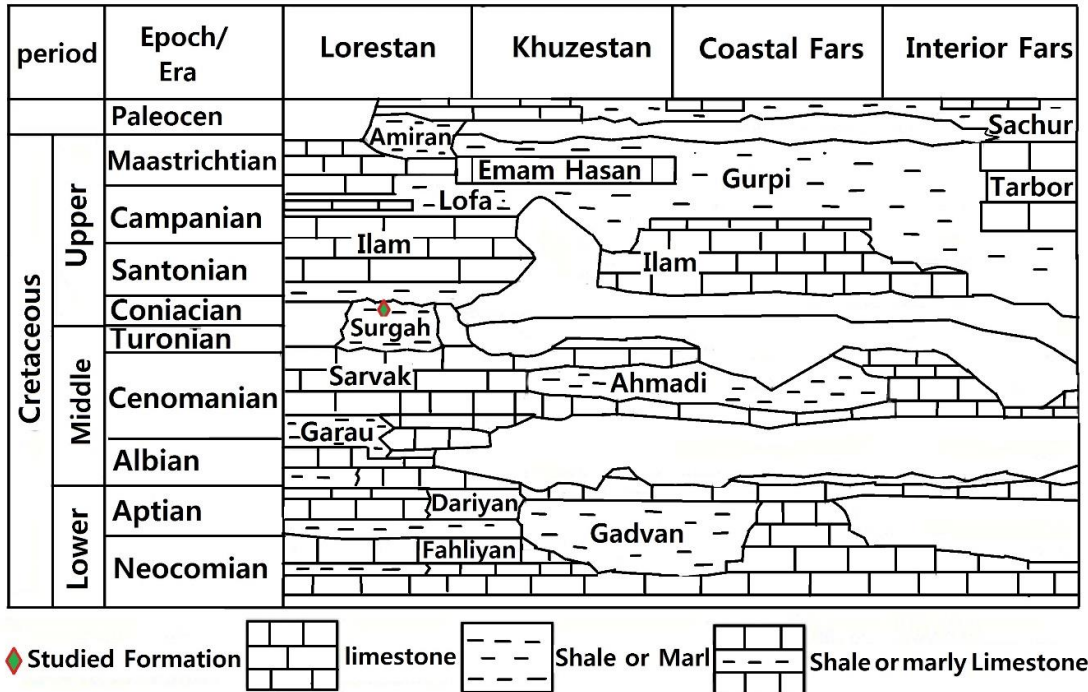 period
Epoch/
Era
Lorestan
Khuzestan
Coastal Fars
Interior Fars
Cretaceous
Upper
Middle
Lower
Paleocen
Maastrichtian
Campanian
Santonian
Coniacian
Turonian
Cenomanian
Albian
Aptian
Neocomian
Amiran
Sachur
Emam Hasan
Gurpi
Tarbor
Lofa
Ilam
Ilam
Surgah
Sarvak
Ahmadi
Garau
Dariyan
Gadvan
Fahliyan
Studied Formation
limestone
Shale or Marl
Shale or marly Limestone